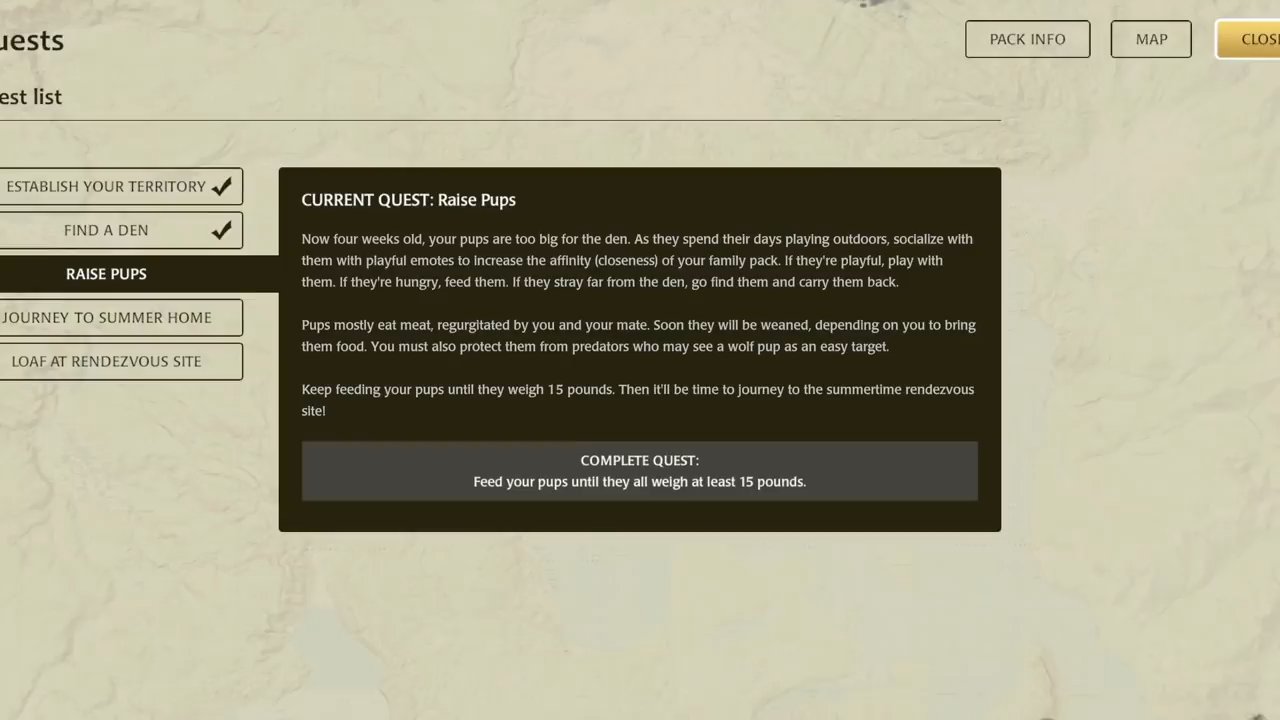 uests
PACK INFO
MAP
CLOS
est list
ESTABLISH YOUR TERRITORY
FIND A DEN
RAISE PUPS
JOURNEY TO SUMMER HOME
LOAF AT RENDEZVOUS SITE
CURRENT QUEST: Raise Pups
Now four weeks old, your pups are too big for the den. As they spend their days playing outdoors, socialize with
them with playful emotes to increase the affinity (closeness) of your family pack. If they're playful, play with
them. If they're hungry, feed them. If they stray far from the den, go find them and carry them back.
Pups mostly eat meat, regurgitated by you and your mate. Soon they will be weaned, depending on you to bring
them food. You must also protect them from predators who may see a wolf pup as an easy target.
Keep feeding your pups until they weigh 15 pounds. Then it'll be time to journey to the summertime rendezvous
site!
COMPLETE QUEST:
Feed your pups until they all weigh at least 15 pounds.